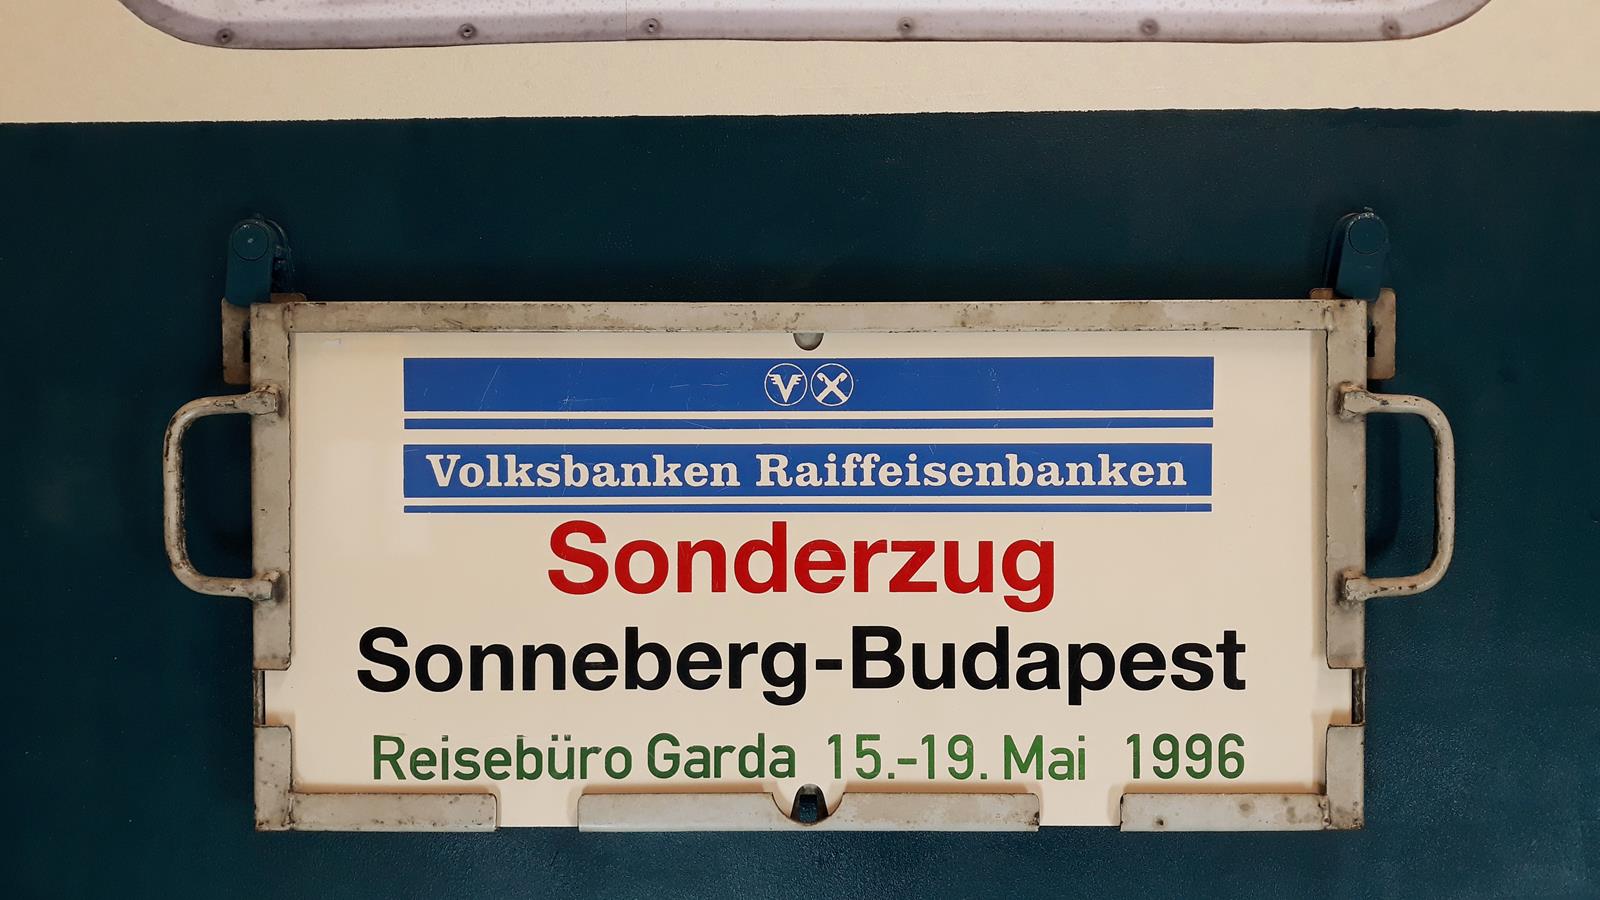 Volksbanken Raiffeisenbanken
Sonderzug
Sonneberg-Budapest
Reisebüro Garda 15.-19. Mai 1996